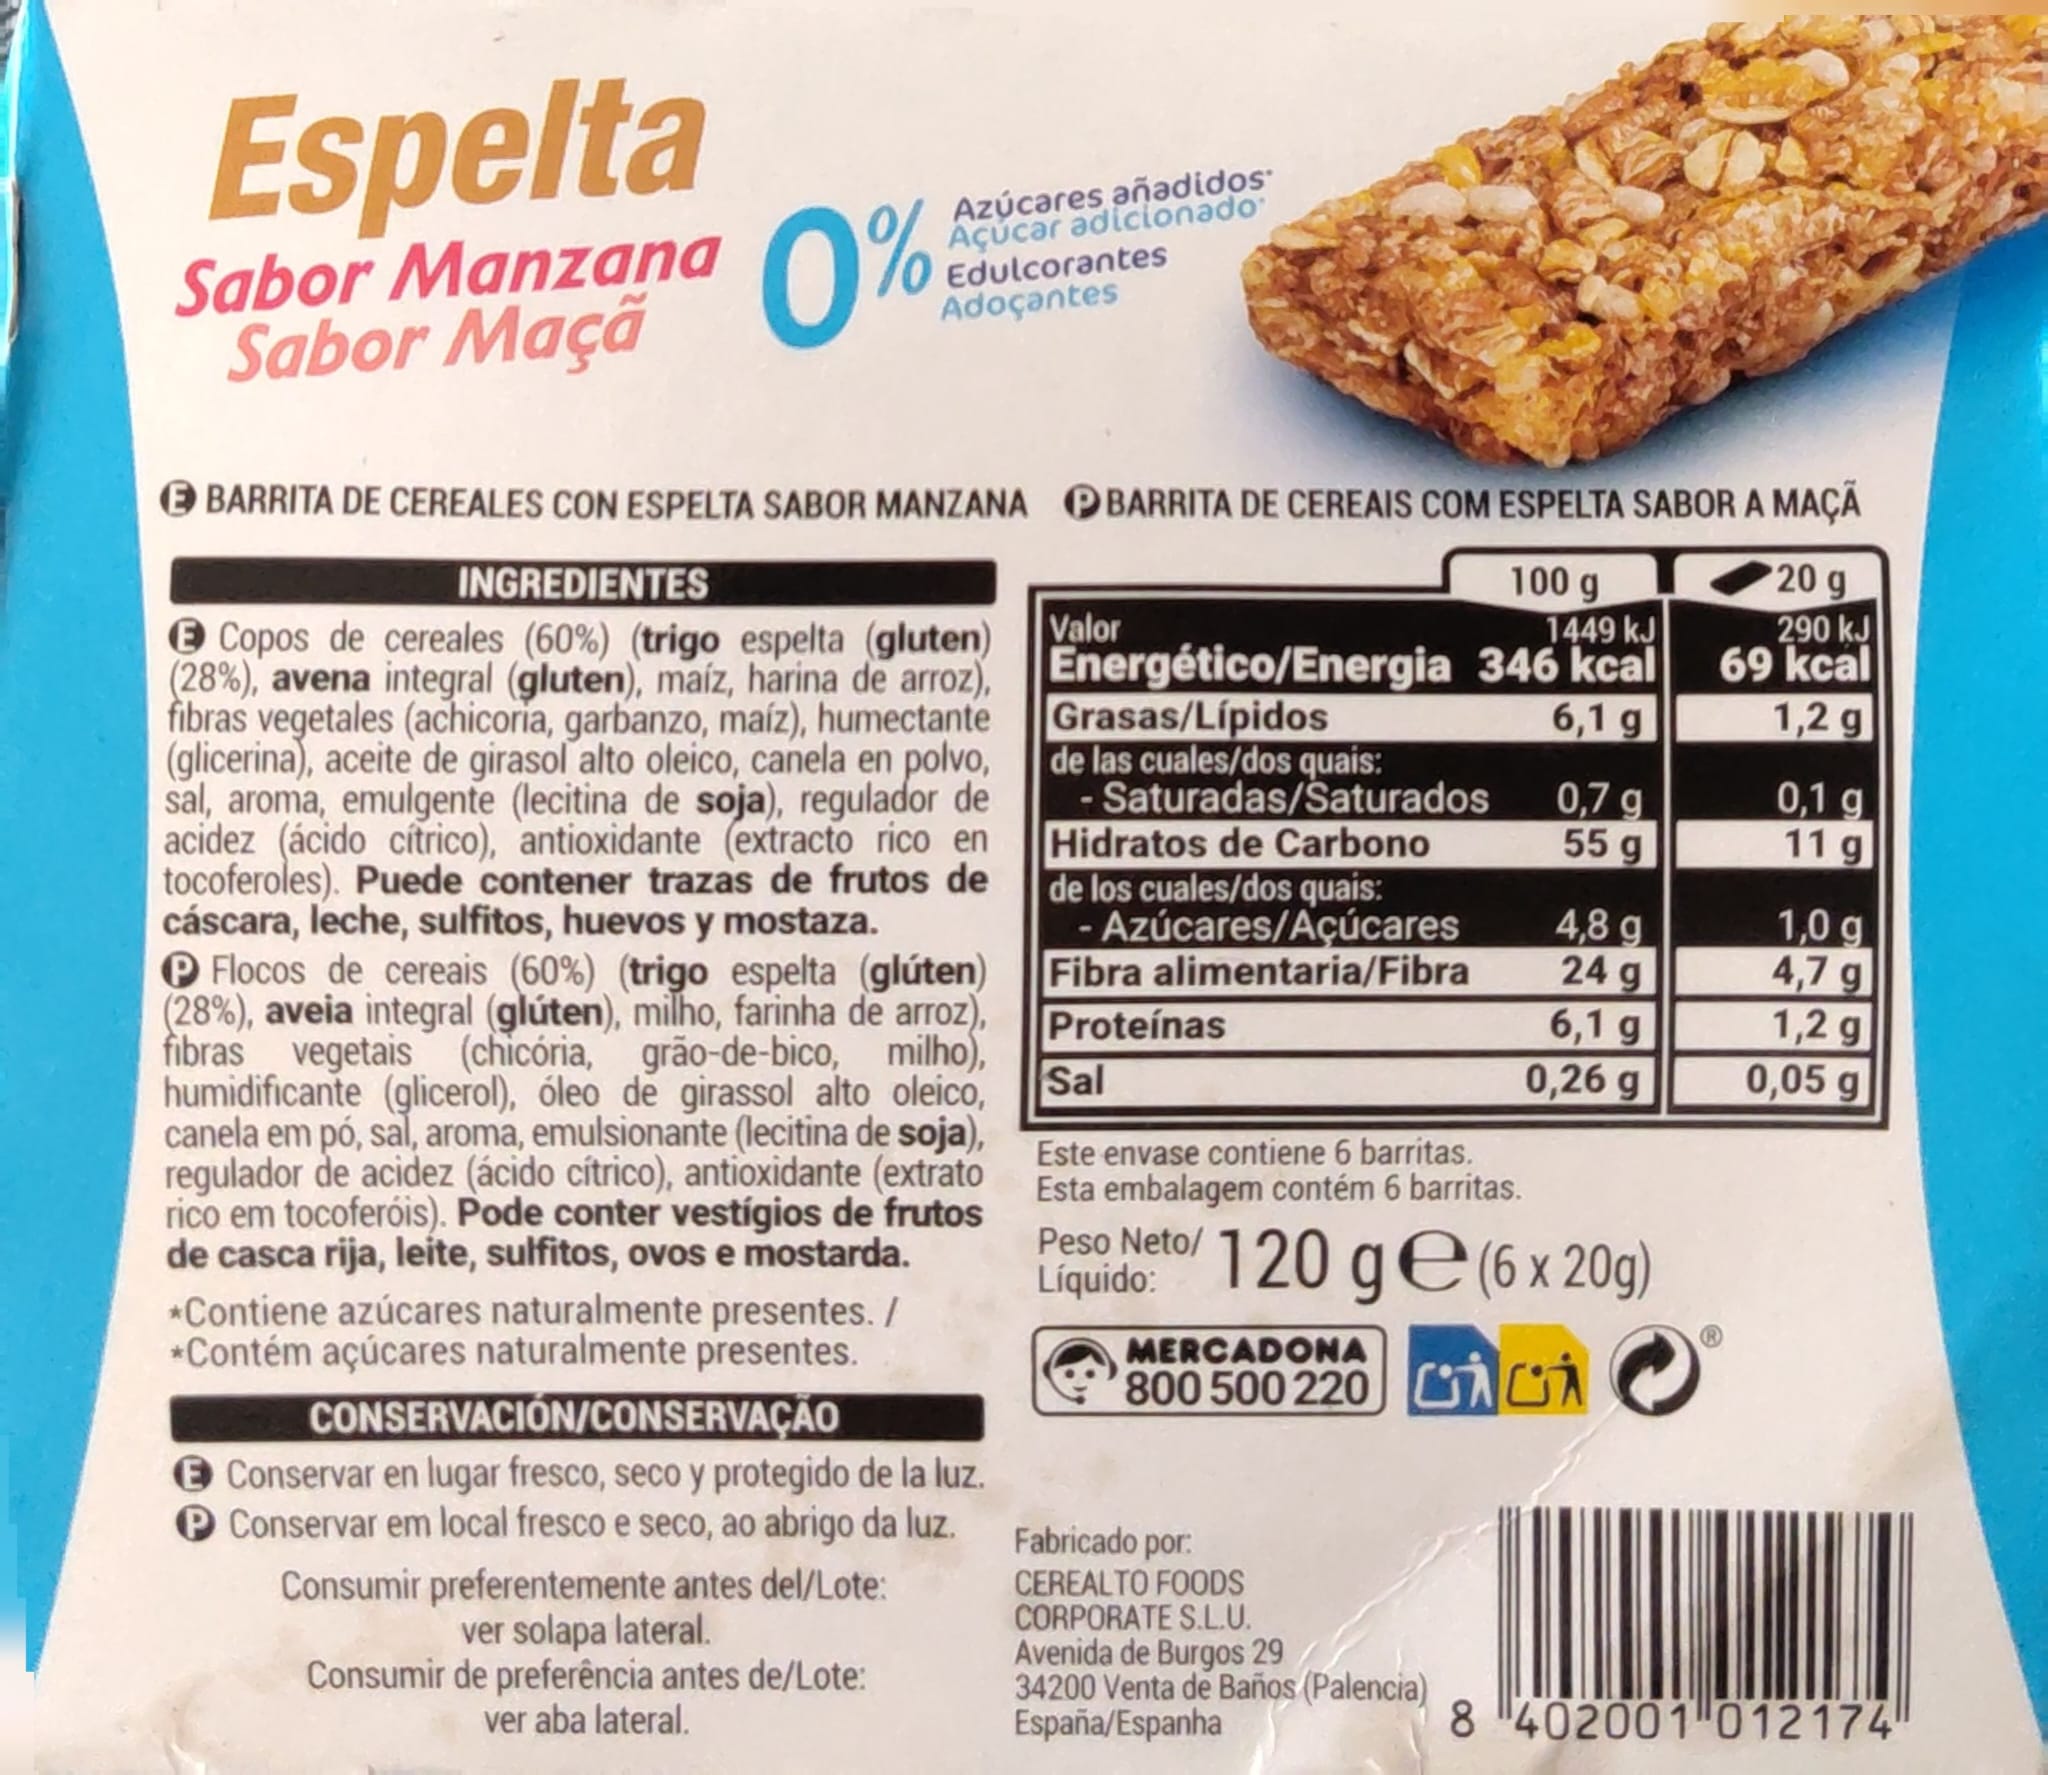 Espelta
Sabor Manzana
Sabor Maçã
0%
Azúcares añadidos*
Açúcar adicionado*
Edulcorantes
Adoçantes
E BARRITA DE CEREALES CON ESPELTA SABOR MANZANA
P BARRITA DE CEREAIS COM ESPELTA SABOR A MAÇÃ
INGREDIENTES
E Copos de cereales (60%) (trigo espelta (gluten)
(28%), avena integral (gluten), maíz, harina de arroz),
fibras vegetales (achicoria, garbanzo, maíz), humectante
(glicerina), aceite de girasol alto oleico, canela en polvo,
sal, aroma, emulgente (lecitina de soja), regulador de
acidez (ácido cítrico), antioxidante (extracto rico en
tocoferoles). Puede contener trazas de frutos de
cáscara, leche, sulfitos, huevos y mostaza.
P Flocos de cereais (60%) (trigo espelta (glúten)
(28%), aveia integral (glúten), milho, farinha de arroz),
fibras vegetais (chicória, grão-de-bico, milho),
humidificante (glicerol), óleo de girassol alto oleico,
canela em pó, sal, aroma, emulsionante (lecitina de soja),
regulador de acidez (ácido cítrico), antioxidante (extrato
rico em tocoferóis). Pode conter vestígios de frutos
de casca rija, leite, sulfitos, ovos e mostarda.
*Contiene azúcares naturalmente presentes. /
*Contém açúcares naturalmente presentes.
CONSERVACIÓN/CONSERVAÇÃO
E Conservar en lugar fresco, seco y protegido de la luz.
P Conservar em local fresco e seco, ao abrigo da luz.
Consumir preferentemente antes del/Lote:
ver solapa lateral.
Consumir de preferência antes de/Lote:
ver aba lateral.
100 g 20 g
Valor 1449 kJ 290 kJ
Energético/Energia 346 kcal 69 kcal
Grasas/Lípidos 6,1 g 1,2 g
de las cuales/dos quais:
- Saturadas/Saturados 0,7 g 0,1 g
Hidratos de Carbono 55 g 11 g
de los cuales/dos quais:
- Azúcares/Açúcares 4,8 g 1,0 g
Fibra alimentaria/Fibra 24 g 4,7 g
Proteínas 6,1 g 1,2 g
Sal 0,26 g 0,05 g
Este envase contiene 6 barritas.
Esta embalagem contém 6 barritas.
Peso Neto/
Líquido: 120 g e (6 x 20g)
MERCADONA
800 500 220
®
Fabricado por:
CEREALTO FOODS
CORPORATE S.L.U.
Avenida de Burgos 29
34200 Venta de Baños (Palencia)
España/Espanha
8 402001 012174